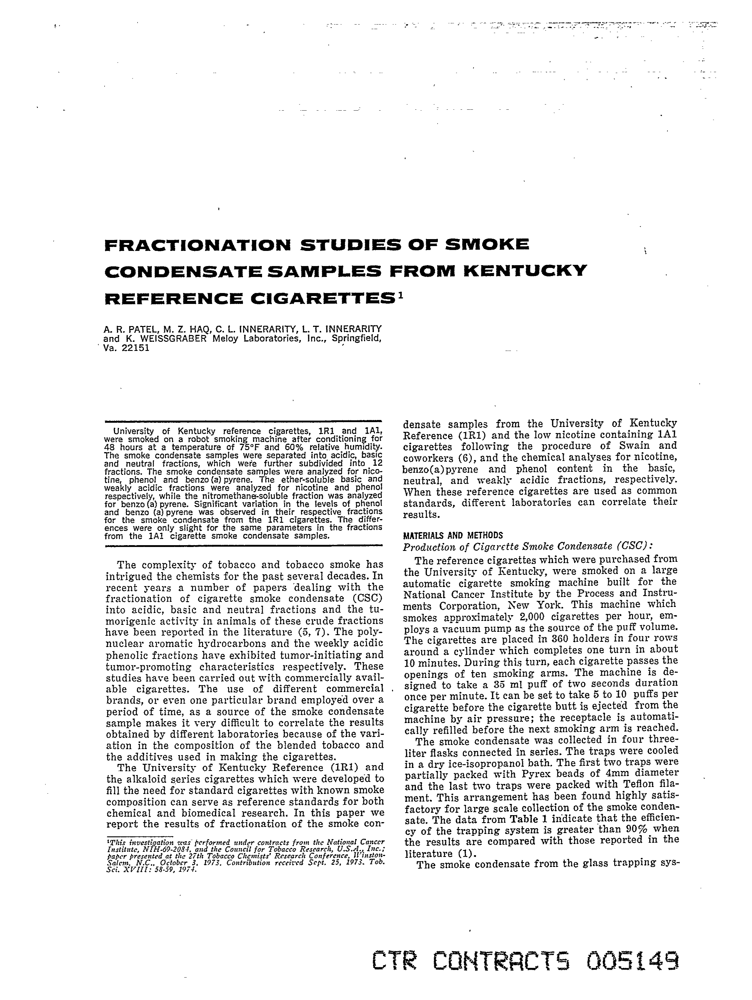 FRACTIONATION STUDIES OF SMOKE
CONDENSATE SAMPLES FROM KENTUCKY
REFERENCE CIGARETTES¹
A. R. PATEL, M. Z. HAQ, C. L. INNERARITY, L. T. INNERARITY
and K. WEISSGRABER Meloy Laboratories, Inc., Springfield,
Va. 22151
University of Kentucky reference cigarettes, 1R1 and 1A1,
were smoked on a robot smoking machine after conditioning for
48 hours at a temperature of 75°F and 60% relative humidity.
The smoke condensate samples were separated into acidic, basic
and neutral fractions, which were further subdivided into 12
fractions. The smoke condensate samples were analyzed for nico-
tine, phenol and benzo (a) pyrene. The ether-soluble basic and
weakly acidic fractions were analyzed for nicotine and phenol
respectively, while the nitromethane-soluble fraction was analyzed
for benzo (a) pyrene. Significant variation in the levels of phenol
and benzo (a) pyrene was observed in their respective fractions
for the smoke condensate from the 1R1 cigarettes. The differ-
ences were only slight for the same parameters in the fractions
from the 1A1 cigarette smoke condensate samples.
The complexity of tobacco and tobacco smoke has
intrigued the chemists for the past several decades. In
recent years a number of papers dealing with the
fractionation of cigarette smoke condensate (CSC)
into acidic, basic and neutral fractions and the tu-
morigenic activity in animals of these crude fractions
have been reported in the literature (5, 7). The poly-
nuclear aromatic hydrocarbons and the weekly acidic
phenolic fractions have exhibited tumor-initiating and
tumor-promoting characteristics respectively. These
studies have been carried out with commercially avail-
able cigarettes. The use of different commercial
brands, or even one particular brand employed over a
period of time, as a source of the smoke condensate
sample makes it very difficult to correlate the results
obtained by different laboratories because of the vari-
ation in the composition of the blended tobacco and
the additives used in making the cigarettes.
The University of Kentucky Reference (1R1) and
the alkaloid series cigarettes which were developed to
fill the need for standard cigarettes with known smoke
composition can serve as reference standards for both
chemical and biomedical research. In this paper we
report the results of fractionation of the smoke con-
¹This investigation was performed under contracts from the National Cancer
Institute, NIH-69-2084, and the Council for Tobacco Research, U.S.A., Inc.;
paper presented at the 27th Tobacco Chemists' Research Conference, Winston-
Salem, N.C., October 3, 1973. Contribution received Sept. 25, 1973. Tob.
Sci. XVIII: 58-59, 1974.
densate samples from the University of Kentucky
Reference (1R1) and the low nicotine containing 1A1
cigarettes following the procedure of Swain and
coworkers (6), and the chemical analyses for nicotine,
benzo(a)pyrene and phenol content in the basic,
neutral, and weakly acidic fractions, respectively.
When these reference cigarettes are used as common
standards, different laboratories can correlate their
results.
MATERIALS AND METHODS
Production of Cigarette Smoke Condensate (CSC):
The reference cigarettes which were purchased from
the University of Kentucky, were smoked on a large
automatic cigarette smoking machine built for the
National Cancer Institute by the Process and Instru-
ments Corporation, New York. This machine which
smokes approximately 2,000 cigarettes per hour, em-
ploys a vacuum pump as the source of the puff volume.
The cigarettes are placed in 360 holders in four rows
around a cylinder which completes one turn in about
10 minutes. During this turn, each cigarette passes the
openings of ten smoking arms. The machine is de-
signed to take a 35 ml puff of two seconds duration
once per minute. It can be set to take 5 to 10 puffs per
cigarette before the cigarette butt is ejected from the
machine by air pressure; the receptacle is automati-
cally refilled before the next smoking arm is reached.
The smoke condensate was collected in four three-
liter flasks connected in series. The traps were cooled
in a dry ice-isopropanol bath. The first two traps were
partially packed with Pyrex beads of 4mm diameter
and the last two traps were packed with Teflon fila-
ment. This arrangement has been found highly satis-
factory for large scale collection of the smoke conden-
sate. The data from Table 1 indicate that the efficien-
cy of the trapping system is greater than 90% when
the results are compared with those reported in the
literature (1).
The smoke condensate from the glass trapping sys-
CTR CONTRACTS 005149